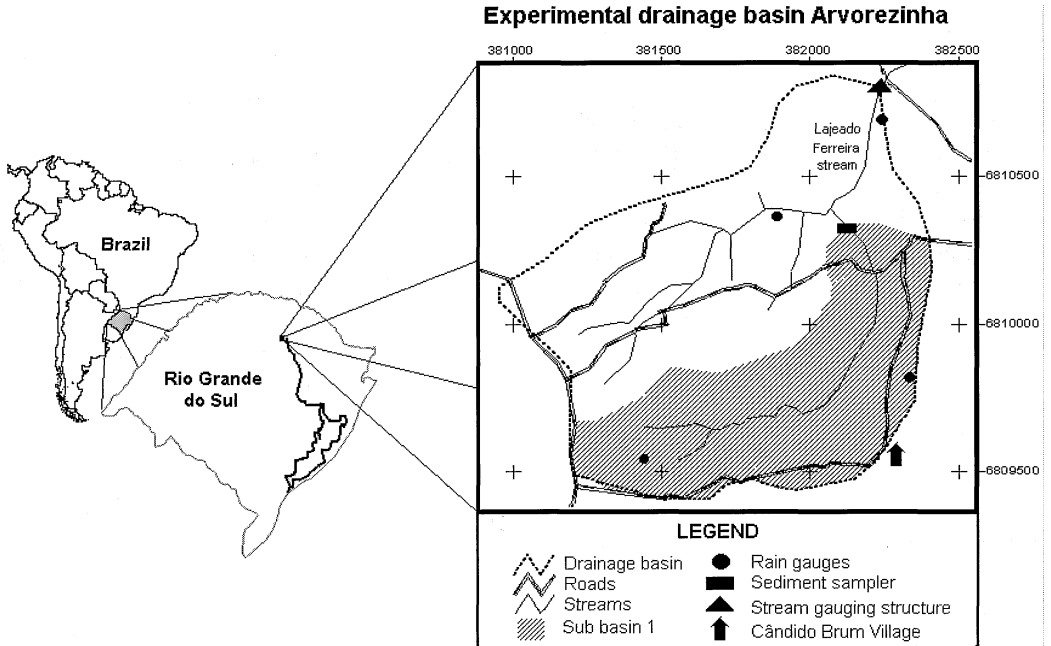 Experimental drainage basin Arvorezinha
381000 381500 382000 382500
Lajeado
Ferreira
stream
6810500
6810000
6809500
Brazil
Rio Grande
do Sul
LEGEND
Drainage basin
Roads
Streams
Sub basin 1
Rain gauges
Sediment sampler
Stream gauging structure
Cândido Brum Village